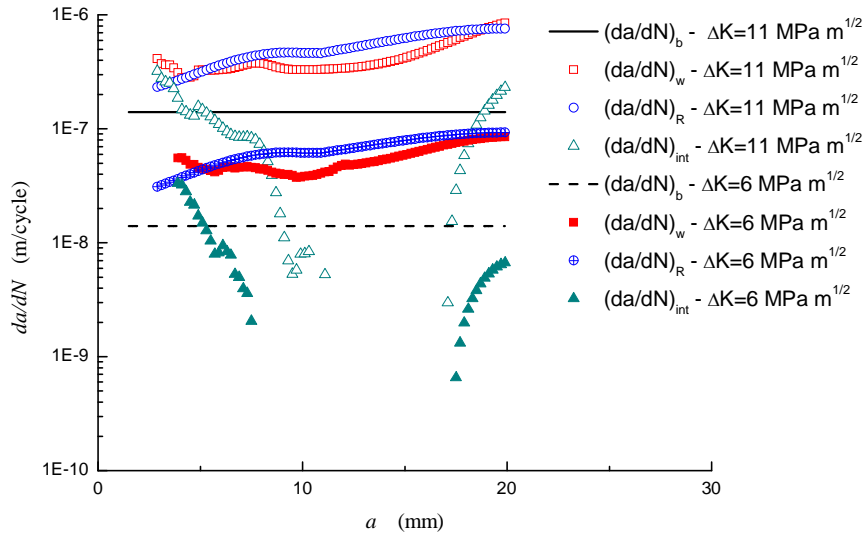 1E-6
1E-7
1E-8
1E-9
1E-10
da/dN (m/cycle)
0
10
20
30
a (mm)
(da/dN)b - ΔK=11 MPa m1/2
(da/dN)w - ΔK=11 MPa m1/2
(da/dN)R - ΔK=11 MPa m1/2
(da/dN)int - ΔK=11 MPa m1/2
(da/dN)b - ΔK=6 MPa m1/2
(da/dN)w - ΔK=6 MPa m1/2
(da/dN)R - ΔK=6 MPa m1/2
(da/dN)int - ΔK=6 MPa m1/2